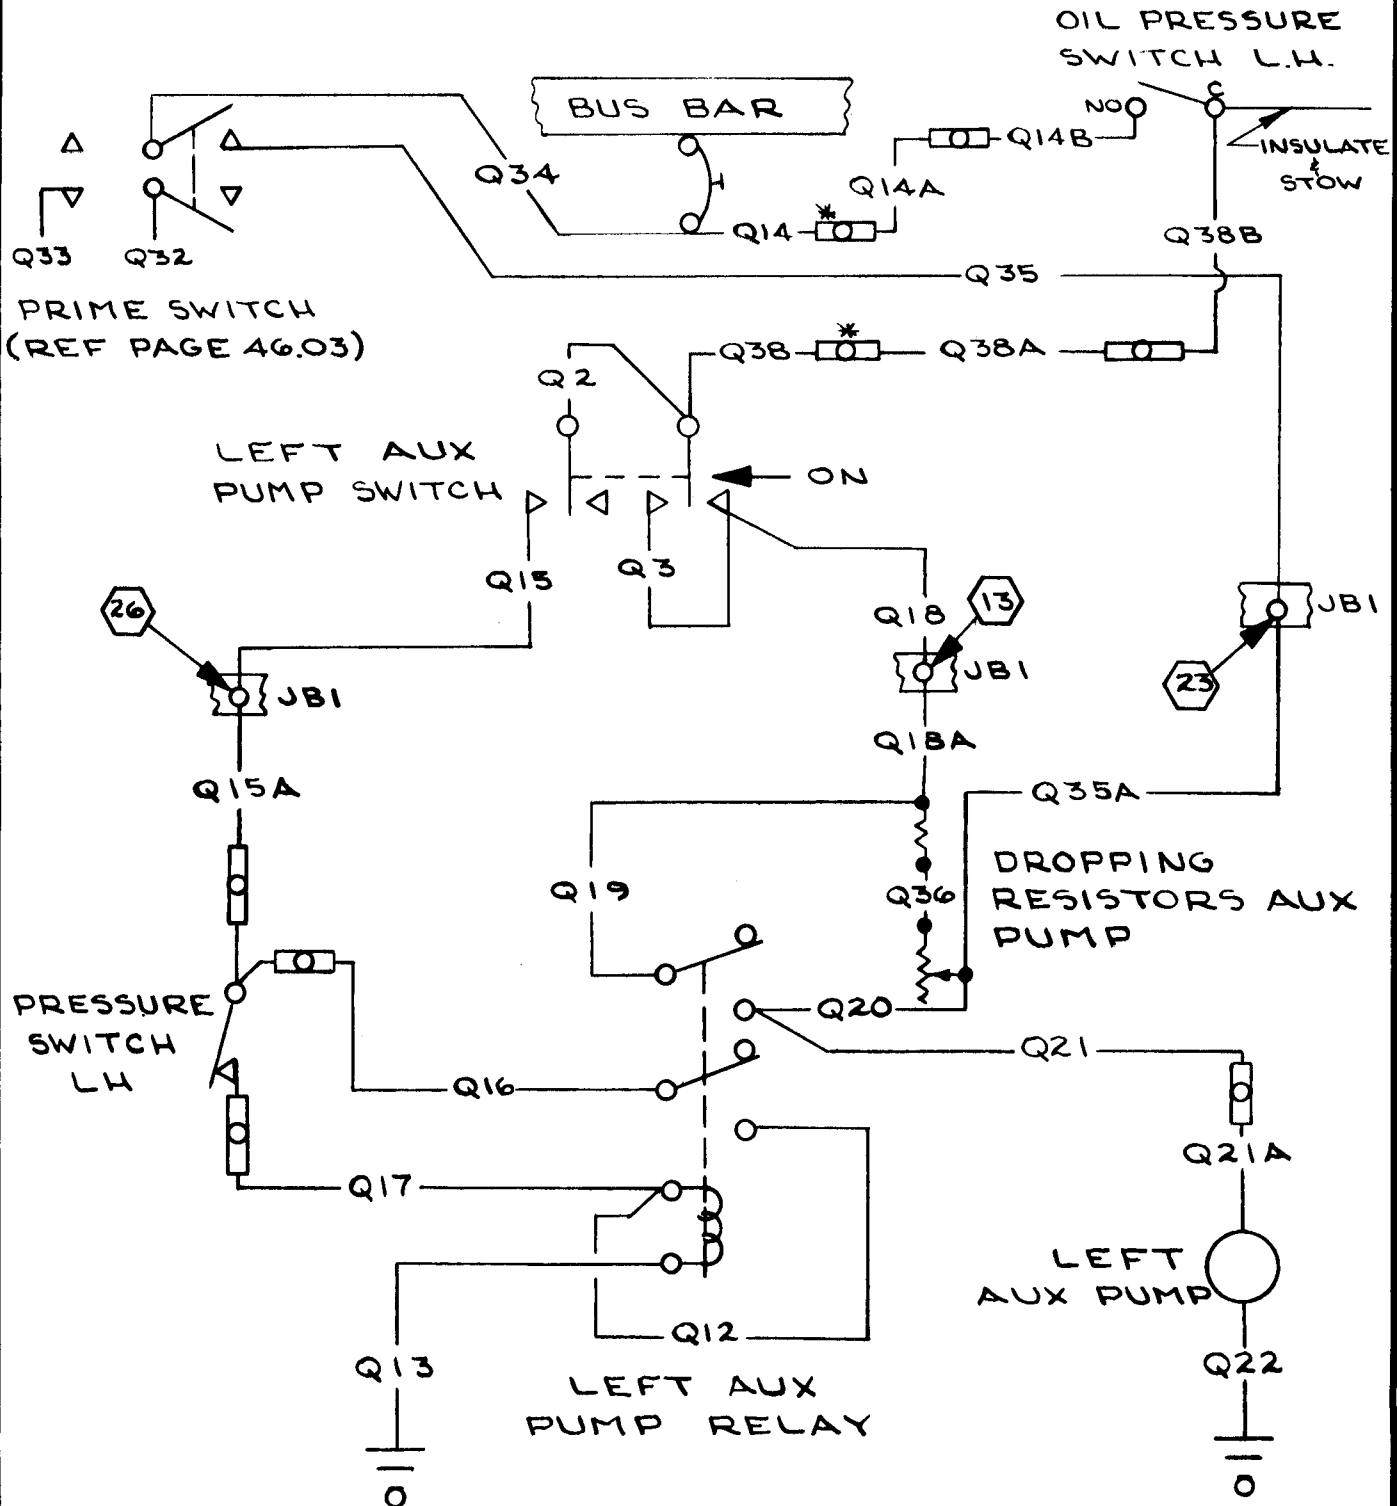 OIL PRESSURE
SWITCH L.H.
BUS BAR
C
NO
Q14B
INSULATE
&
STOW
Q34
Q14A
*
Q14
Q38B
Q33
Q32
Q35
PRIME SWITCH
(REF PAGE 46.03)
*
Q38
Q38A
Q2
LEFT AUX
PUMP SWITCH
ON
Q15
Q3
26
Q18
13
JB1
JB1
JB1
23
Q18A
Q15A
Q35A
Q19
Q36
DROPPING
RESISTORS AUX
PUMP
PRESSURE
SWITCH
LH
Q20
Q21
Q16
Q21A
Q17
LEFT
AUX PUMP
Q12
Q13
Q22
LEFT AUX
PUMP RELAY